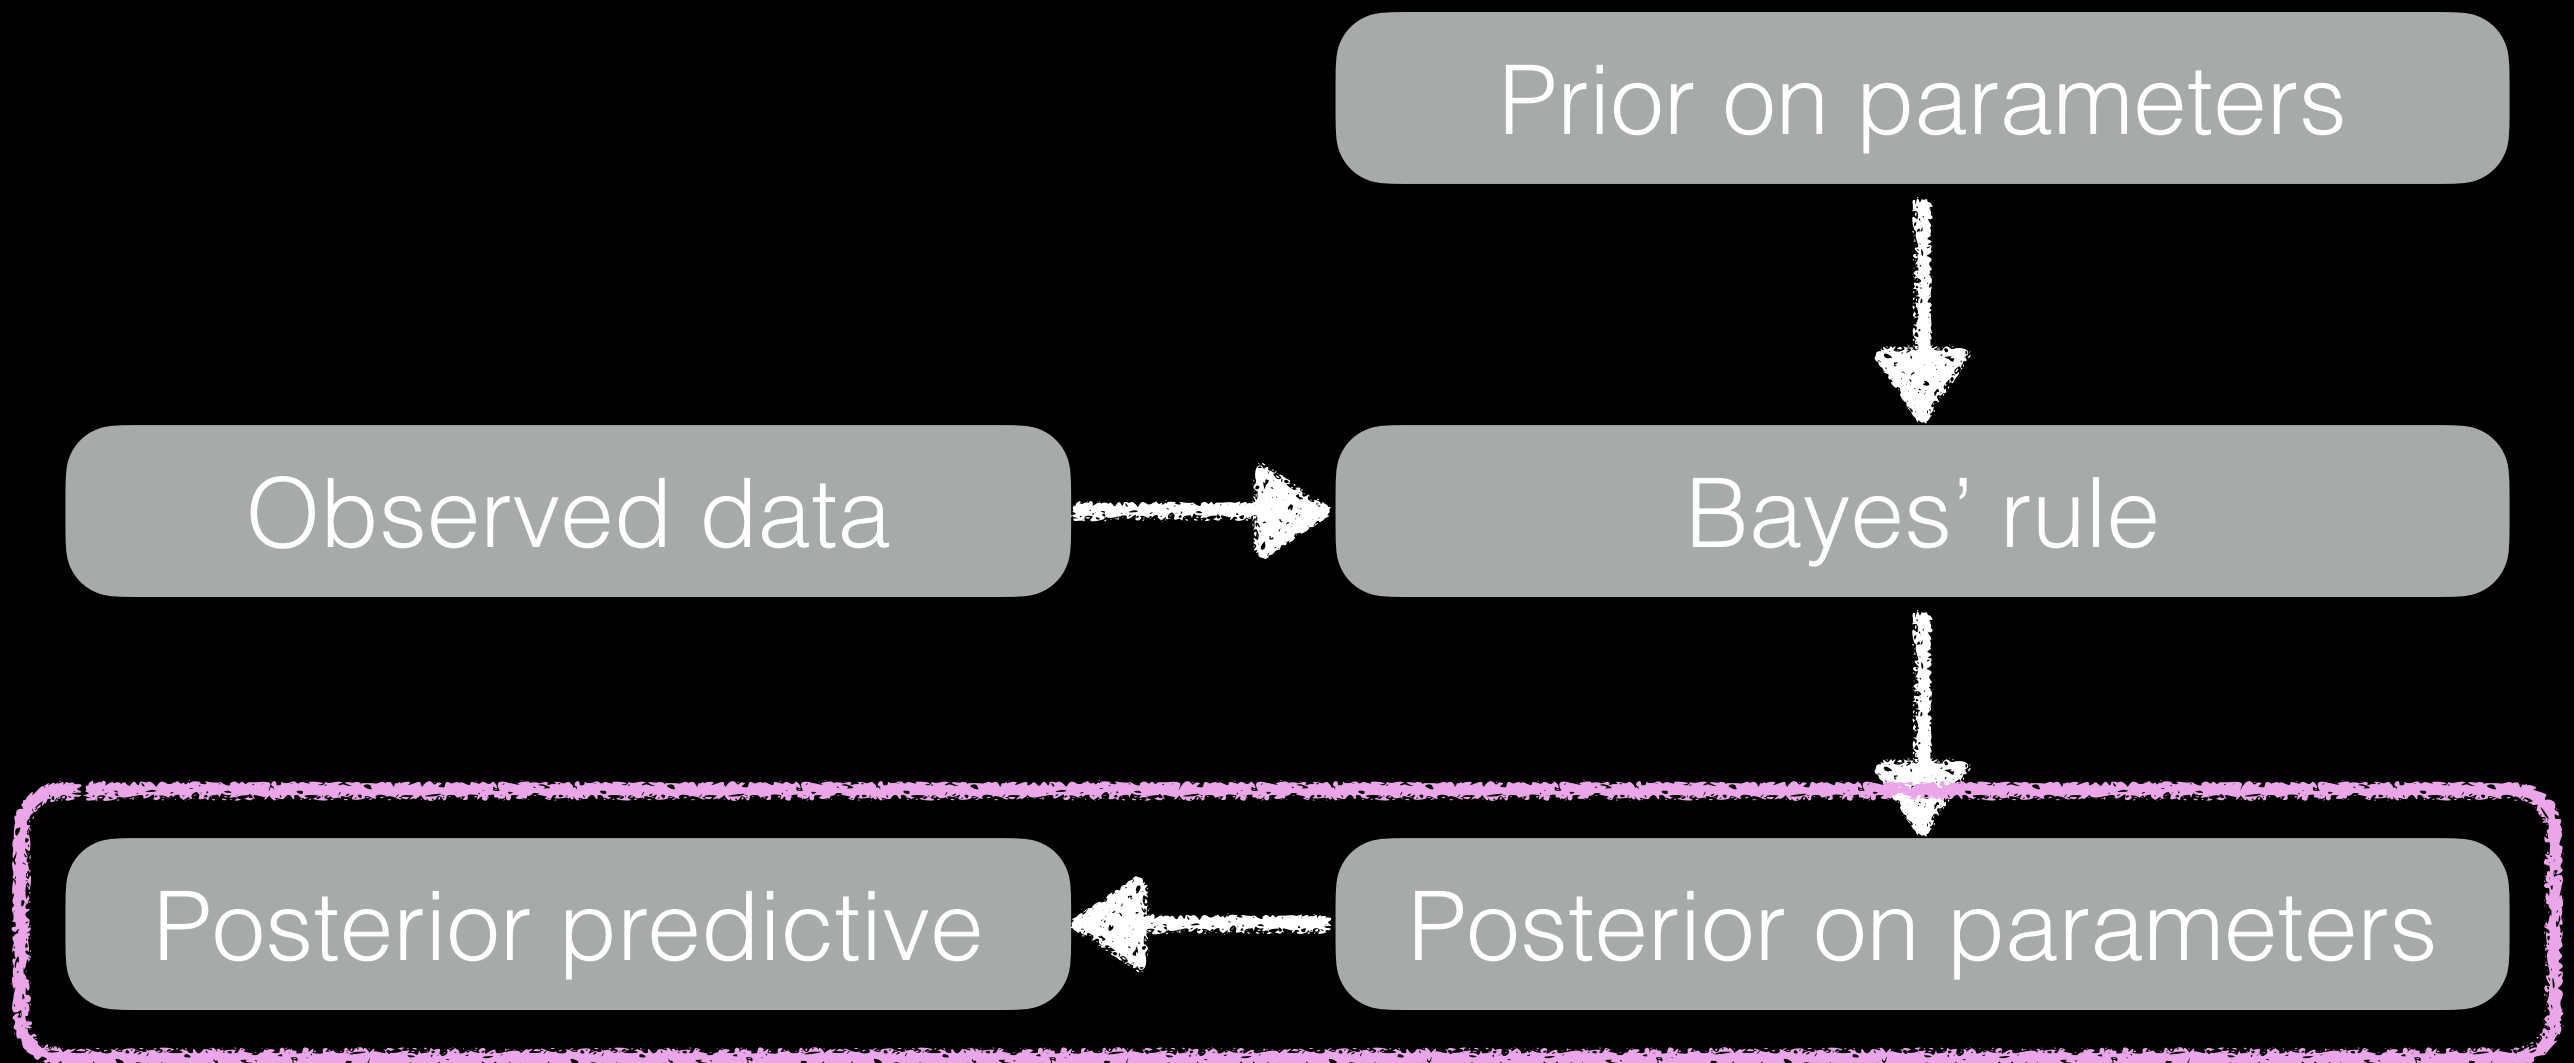 Prior on parameters
Observed data
Bayes’ rule
Posterior predictive
Posterior on parameters